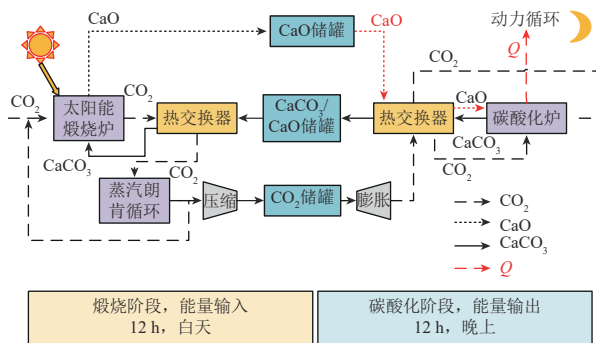 动力循环
CaO
CaO储罐
CaO
Q
CO₂
CO₂
太阳能
煅烧炉
CO₂
热交换器
CaCO₃/
CaO储罐
热交换器
CaO
碳酸化炉
CaCO₃
CaCO₃
CO₂
蒸汽朗
肯循环
CO₂
压缩
CO₂储罐
膨胀
CO₂
CaO
CaCO₃
Q
煅烧阶段，能量输入
12 h，白天
碳酸化阶段，能量输出
12 h，晚上